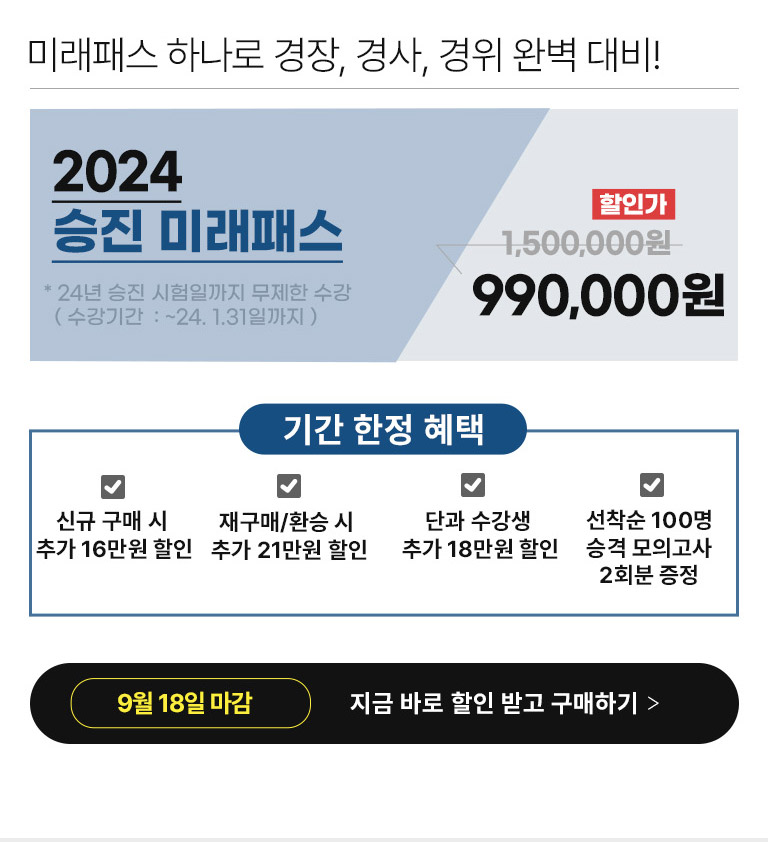 미래패스 하나로 경장, 경사, 경위 완벽 대비!
2024
승진 미래패스
* 24년 승진 시험일까지 무제한 수강
( 수강기간 : ~24. 1.31일까지 )
할인가
1,500,000원
990,000원
기간 한정 혜택
신규 구매 시
추가 16만원 할인
재구매/환승 시
추가 21만원 할인
단과 수강생
추가 18만원 할인
선착순 100명
승격 모의고사
2회분 증정
9월 18일 마감
지금 바로 할인 받고 구매하기 >